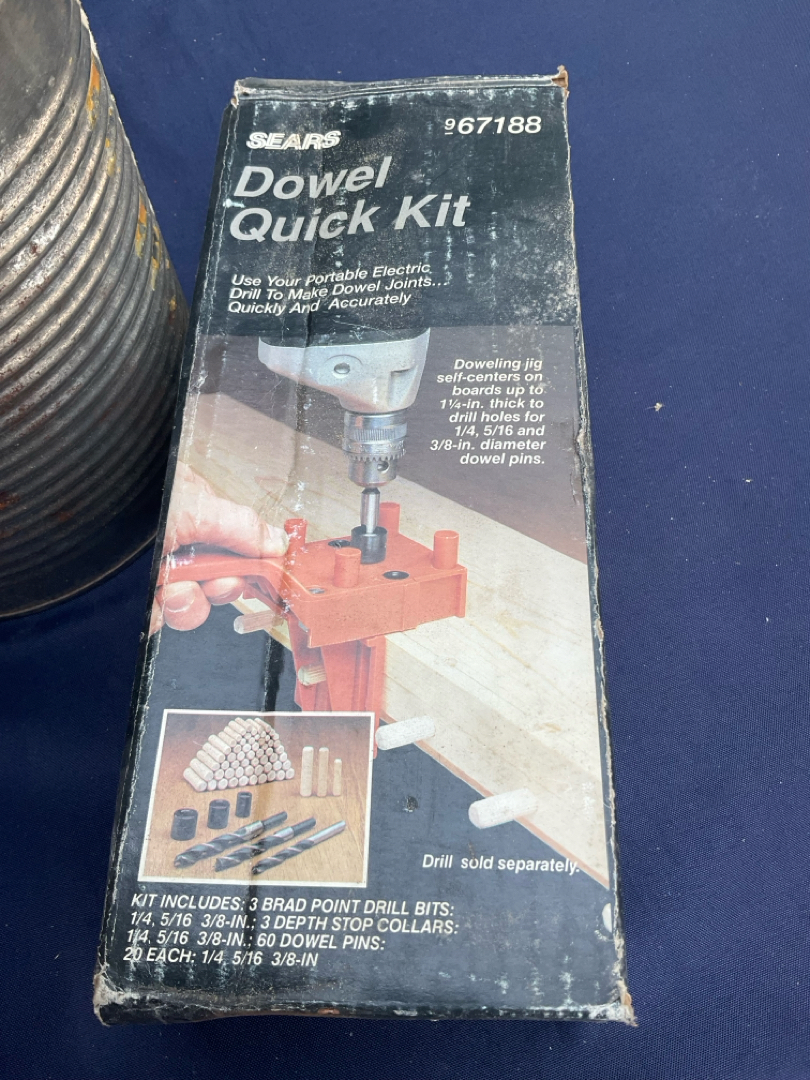 SEARS
967188
Dowel
Quick Kit
Use Your Portable Electric
Drill To Make Dowel Joints...
Quickly And Accurately
Doweling jig
self-centers on
boards up to
1¼-in. thick to
drill holes for
1/4, 5/16 and
3/8-in. diameter
dowel pins.
Drill sold separately.
KIT INCLUDES: 3 BRAD POINT DRILL BITS:
1/4, 5/16 3/8-IN.; 3 DEPTH STOP COLLARS:
1/4, 5/16 3/8-IN.; 60 DOWEL PINS:
20 EACH: 1/4, 5/16 3/8-IN